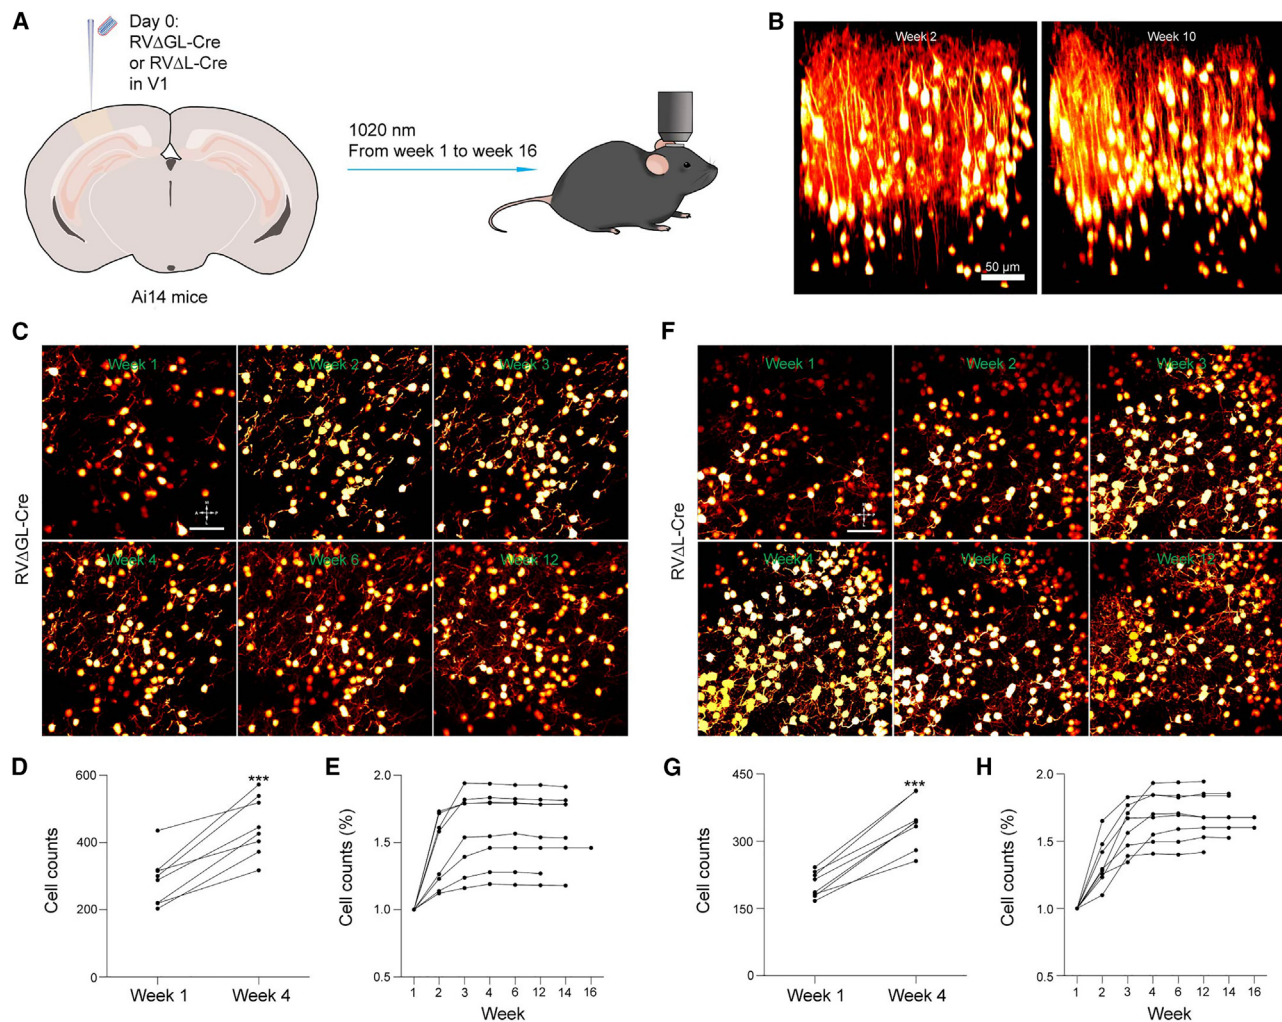 A
Day 0:
RVΔGL-Cre
or RVΔL-Cre
in V1
1020 nm
From week 1 to week 16
Ai14 mice
B
Week 2
50 µm
Week 10
C
RVΔGL-Cre
Week 1
Week 2
Week 3
Week 4
Week 6
Week 12
F
RVΔL-Cre
Week 1
Week 2
Week 3
Week 4
Week 6
Week 12
D
Cell counts
600
400
200
0
***
Week 1
Week 4
E
Cell counts (%)
2.0
1.5
1.0
0.5
1 2 3 4 6 12 14 16
Week
G
Cell counts
450
300
150
0
***
Week 1
Week 4
H
Cell counts (%)
2.0
1.5
1.0
0.5
1 2 3 4 6 12 14 16
Week